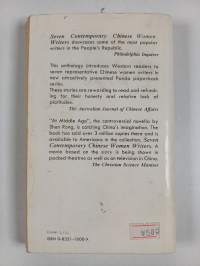 Seven Contemporary Chinese Women
Writers showcases some of the most popular
writers in the People's Republic.
Philadelphia Inquirer
This anthology introduces Western readers to
seven representative Chinese women writers in
new attractively presented Panda paperback
series.
These stories are rewarding to read and refresh-
ing for their honesty and relative lack of
platitudes.
The Australian Journal of Chinese Affairs
"At Middle Age", the controversial novella by
Shen Rong, is catching China's imagination. The
book has sold over 3 million copies there and is
available to Americans in the collection, Seven
Contemporary Chinese Women Writers. A
movie based on the story is being shown in
packed theatres as well as on television in China.
The Christian Science Monitor
ISBN 0-8351-1600-X